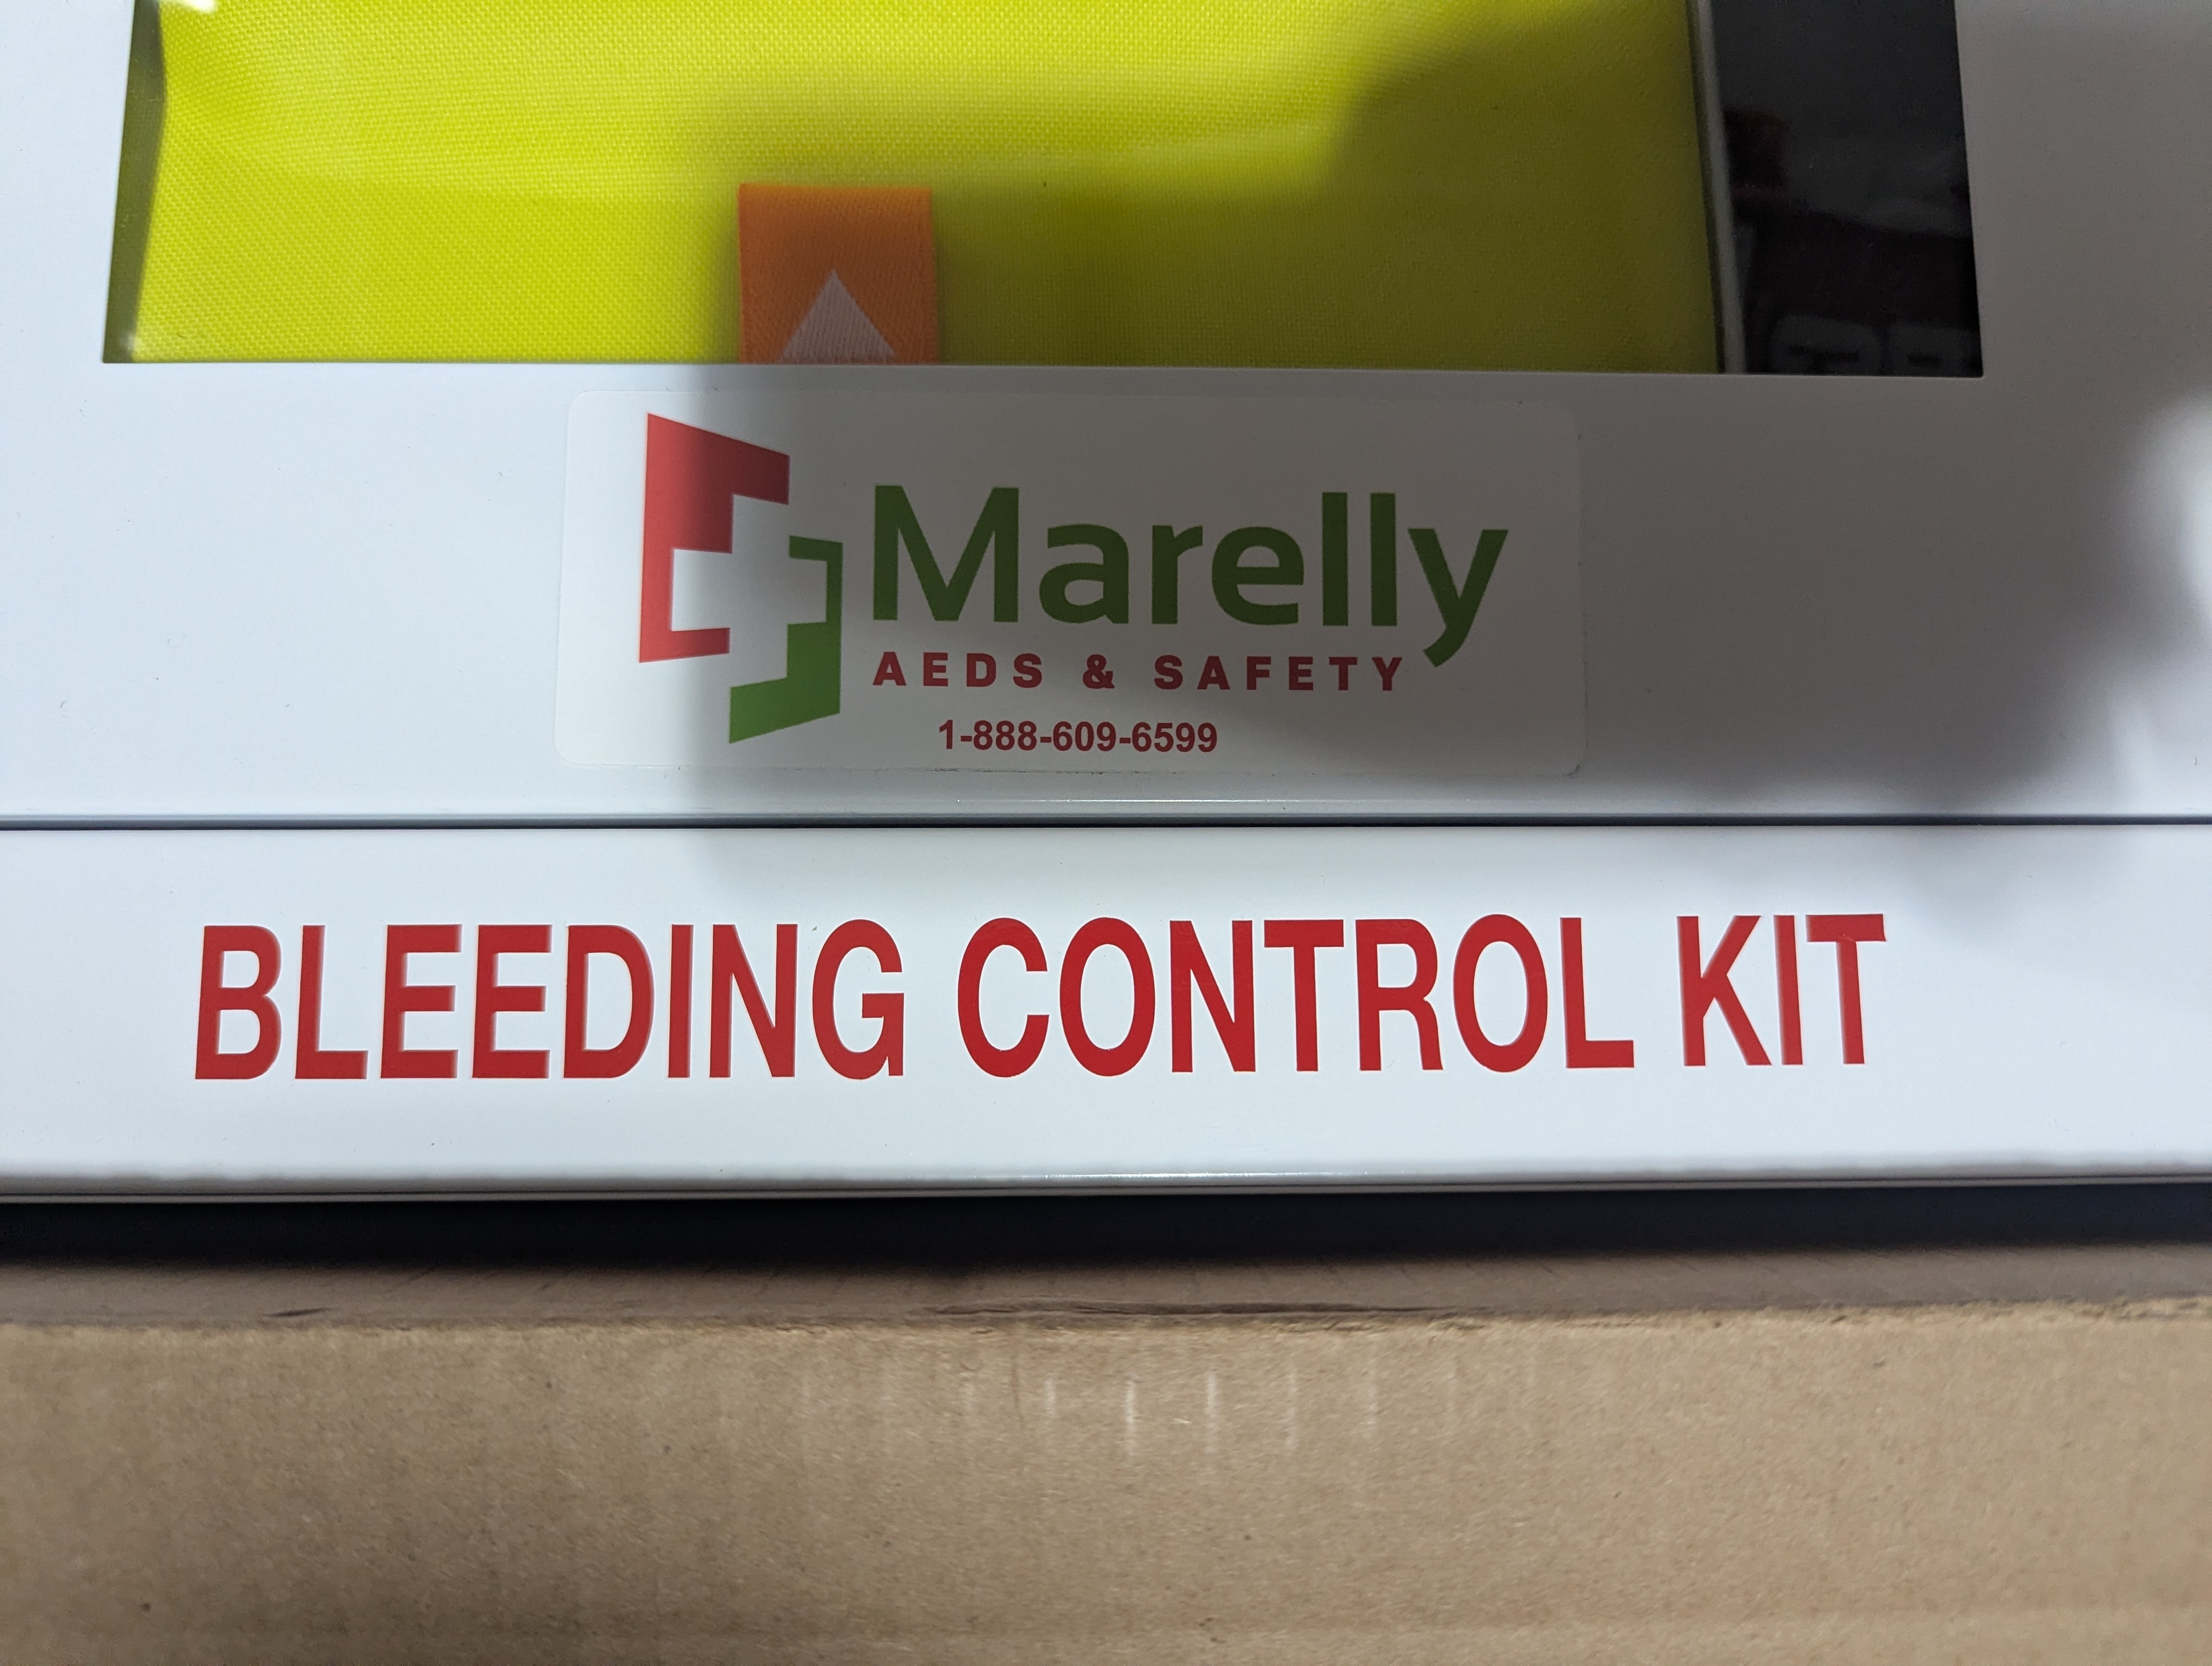 Marelly
AEDS & SAFETY
1-888-609-6599
BLEEDING CONTROL KIT